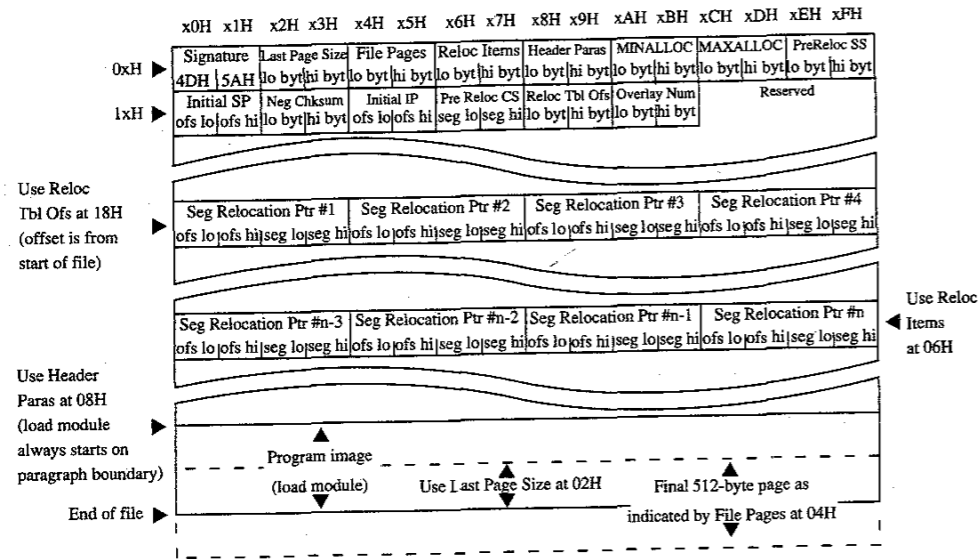 x0H x1H x2H x3H x4H x5H x6H x7H x8H x9H xAH xBH xCH xDH xEH xFH
Signature Last Page Size File Pages Reloc Items Header Paras MINALLOC MAXALLOC PreReloc SS
0xH
4DH 5AH lo byt hi byt lo byt hi byt lo byt hi byt lo byt hi byt lo byt hi byt lo byt hi byt lo byt hi byt
Initial SP Neg Chksum Initial IP Pre Reloc CS Reloc Tbl Ofs Overlay Num Reserved
1xH
ofs lo ofs hi lo byt hi byt ofs lo ofs hi seg lo seg hi lo byt hi byt lo byt hi byt
Use Reloc
Tbl Ofs at 18H
(offset is from
start of file)
Seg Relocation Ptr #1 Seg Relocation Ptr #2 Seg Relocation Ptr #3 Seg Relocation Ptr #4
ofs lo ofs hi seg lo seg hi ofs lo ofs hi seg lo seg hi ofs lo ofs hi seg lo seg hi ofs lo ofs hi seg lo seg hi
Seg Relocation Ptr #n-3 Seg Relocation Ptr #n-2 Seg Relocation Ptr #n-1 Seg Relocation Ptr #n
ofs lo ofs hi seg lo seg hi ofs lo ofs hi seg lo seg hi ofs lo ofs hi seg lo seg hi ofs lo ofs hi seg lo seg hi
Use Reloc
Items
at 06H
Use Header
Paras at 08H
(load module
always starts on
paragraph boundary)
Program image
(load module)
Use Last Page Size at 02H
Final 512-byte page as
indicated by File Pages at 04H
End of file